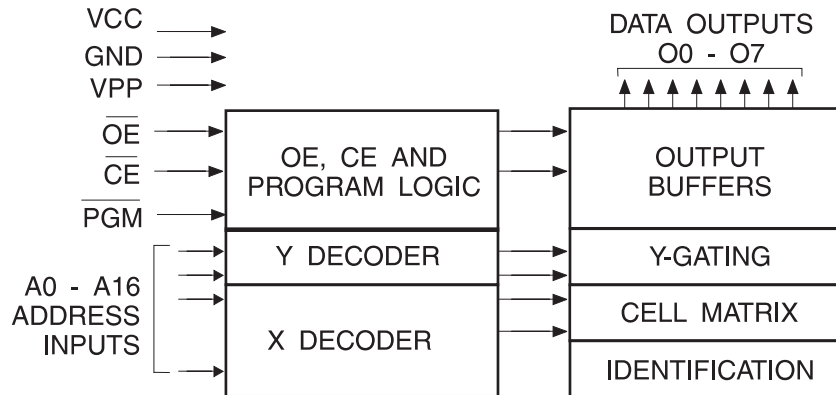 VCC
GND
VPP
OE
CE
PGM
A0 - A16
ADDRESS
INPUTS
OE, CE AND
PROGRAM LOGIC
Y DECODER
X DECODER
DATA OUTPUTS
O0 - O7
OUTPUT
BUFFERS
Y-GATING
CELL MATRIX
IDENTIFICATION